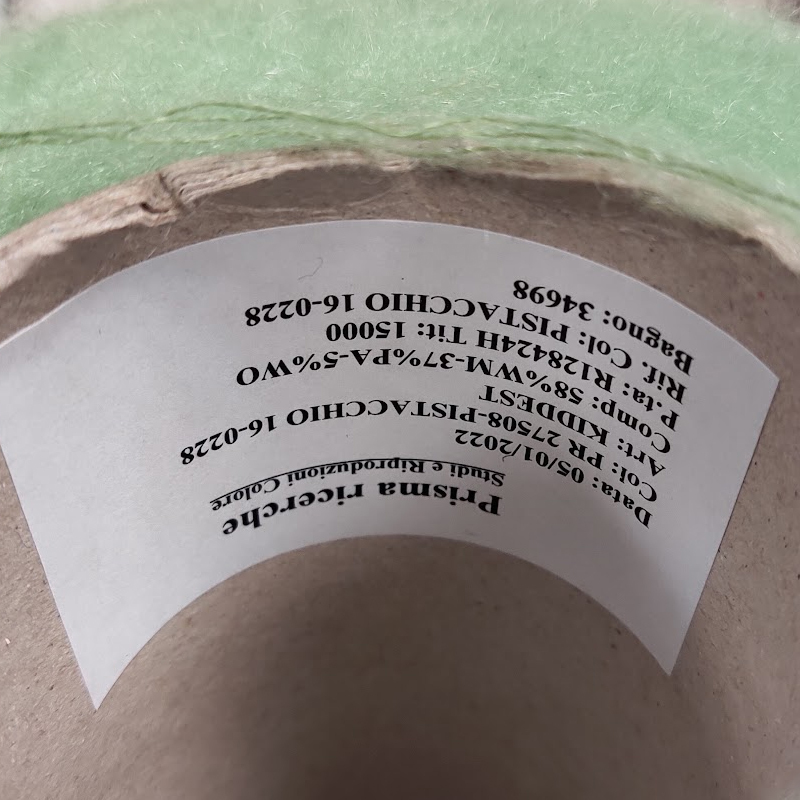 Prisma ricerche
Studi e Riproduzioni Colore
Data: 05/01/2022
Col: PR 27508-PISTACCHIO 16-0228
Art: KIDDEST
Comp: 58%WM-37%PA-5%WO
P.ta: R128424H Tit: 15000
Rif. Col: PISTACCHIO 16-0228
Bagno: 34698